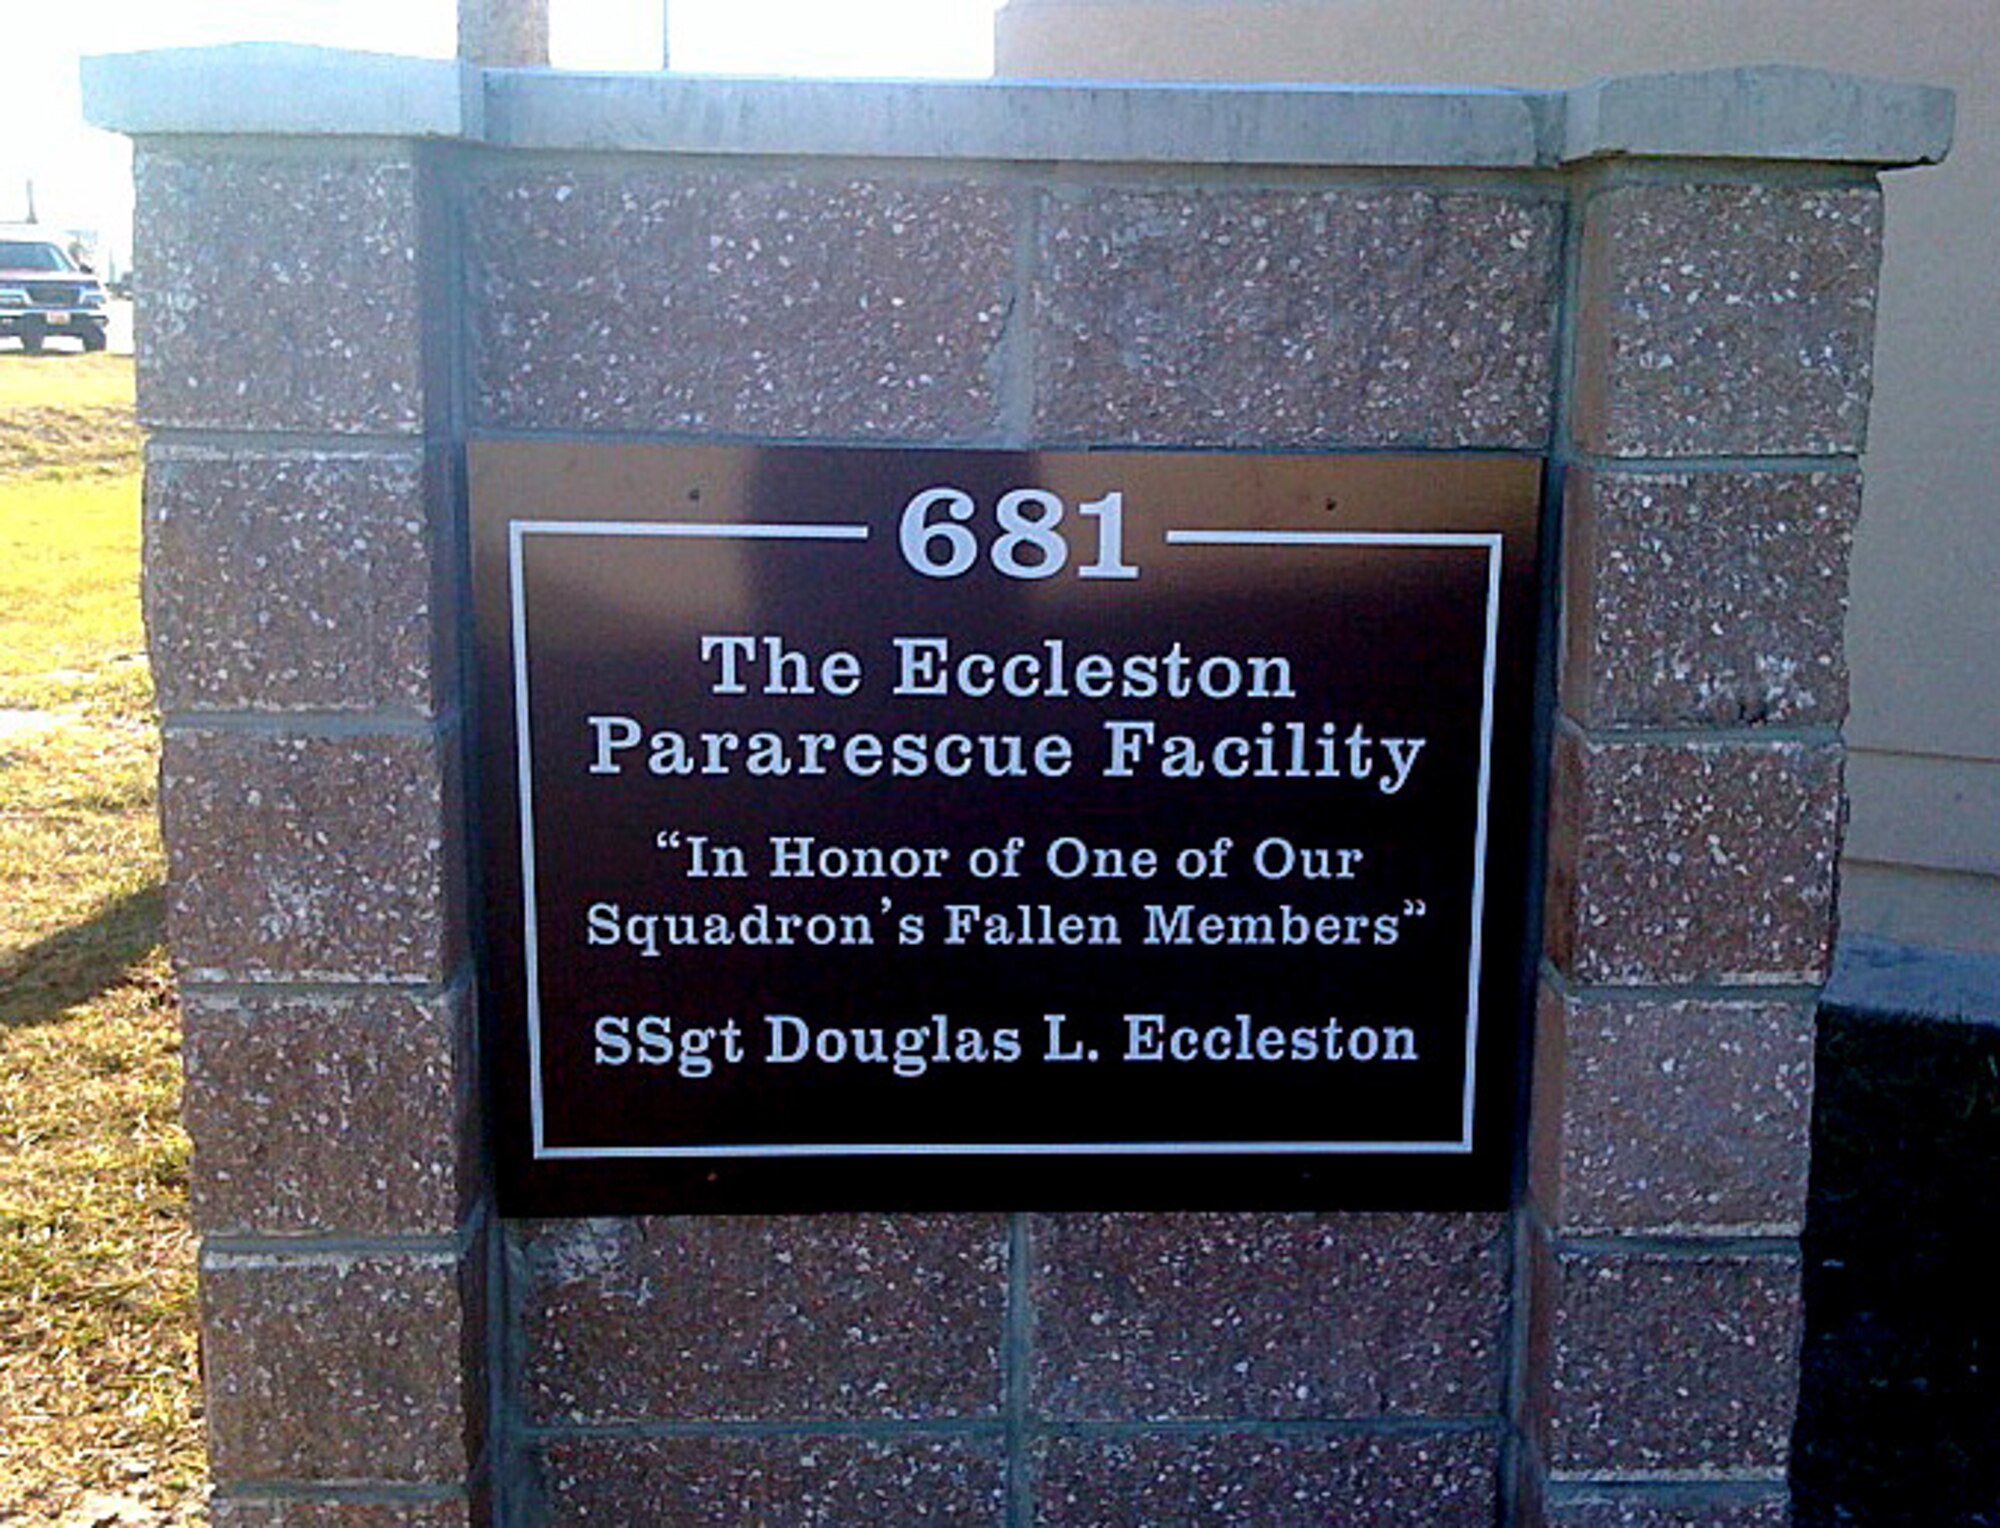 681
The Eccleston
Pararescue Facility
“In Honor of One of Our
Squadron’s Fallen Members”
SSgt Douglas L. Eccleston